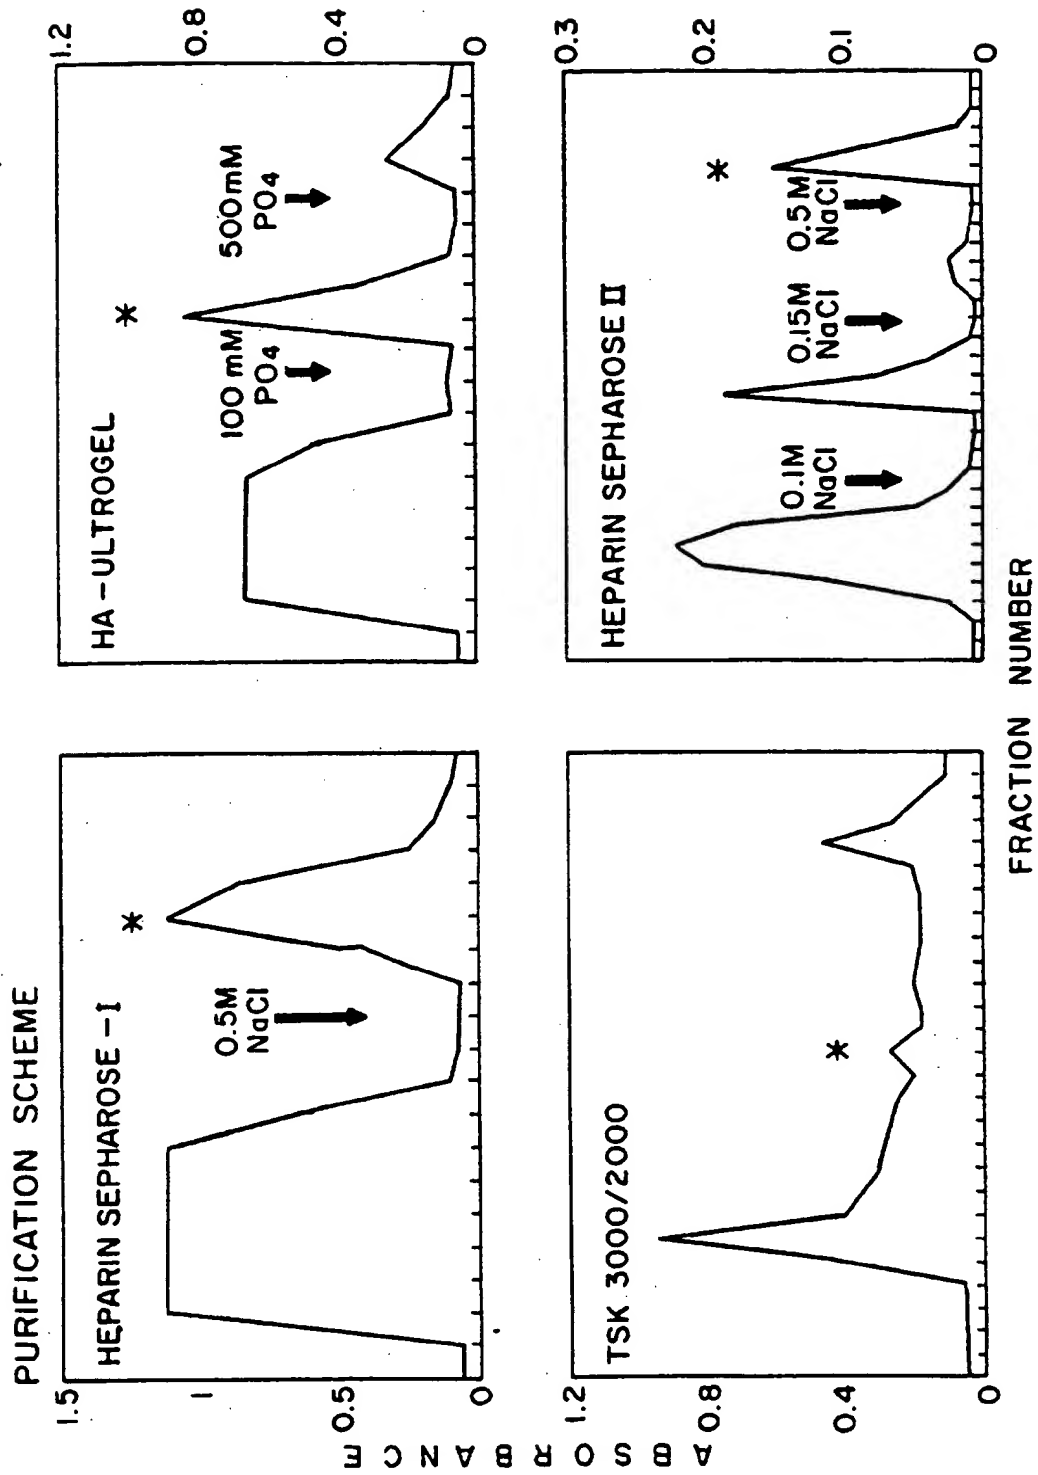 PURIFICATION SCHEME
ABSORBANCE
HEPARIN SEPHAROSE - I
1.5
1
0.5
0
0.5M
NaCl
*
HA - ULTROGEL
1.2
0.8
0.4
0
100 mM
PO4
*
500 mM
PO4
TSK 3000/2000
1.2
0.8
0.4
0
*
HEPARIN SEPHAROSE II
0.3
0.2
0.1
0
0.1M
NaCl
0.15M
NaCl
0.5M
NaCl
*
FRACTION NUMBER